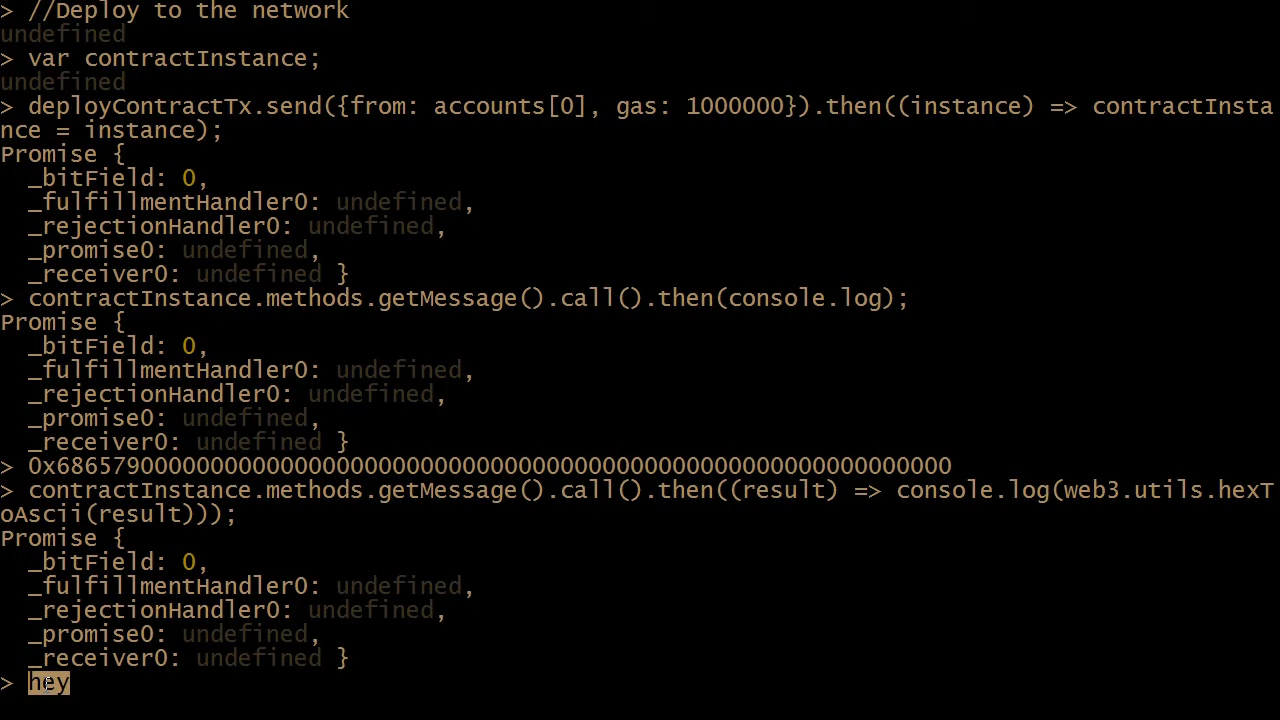 > //Deploy to the network
undefined
> var contractInstance;
undefined
> deployContractTx.send({from: accounts[0], gas: 1000000}).then((instance) => contractInsta
nce = instance);
Promise {
  _bitField: 0,
  _fulfillmentHandler0: undefined,
  _rejectionHandler0: undefined,
  _promise0: undefined,
  _receiver0: undefined }
> contractInstance.methods.getMessage().call().then(console.log);
Promise {
  _bitField: 0,
  _fulfillmentHandler0: undefined,
  _rejectionHandler0: undefined,
  _promise0: undefined,
  _receiver0: undefined }
> 0x6865790000000000000000000000000000000000000000000000000000000000
> contractInstance.methods.getMessage().call().then((result) => console.log(web3.utils.hexT
oAscii(result)));
Promise {
  _bitField: 0,
  _fulfillmentHandler0: undefined,
  _rejectionHandler0: undefined,
  _promise0: undefined,
  _receiver0: undefined }
> hey